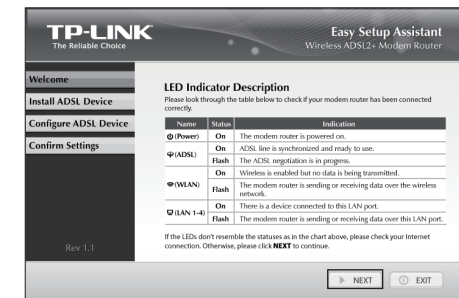 TP-LINK
The Reliable Choice
Easy Setup Assistant
Wireless ADSL2+ Modem Router
Welcome
Install ADSL Device
Configure ADSL Device
Confirm Settings
Rev 1.1
LED Indicator Description
Please look through the table below to check if your modem router has been connected
correctly.
Name Status Indication
(Power) On The modem router is powered on.
(ADSL) On ADSL line is synchronized and ready to use.
Flash The ADSL negotiation is in progress.
(WLAN) On Wireless is enabled but no data is being transmitted.
Flash The modem router is sending or receiving data over the wireless
network.
(LAN 1-4) On There is a device connected to this LAN port.
Flash The modem router is sending or receiving data over this LAN port.
If the LEDs don't resemble the statuses as in the chart above, please check your Internet
connection. Otherwise, please click NEXT to continue.
NEXT
EXIT